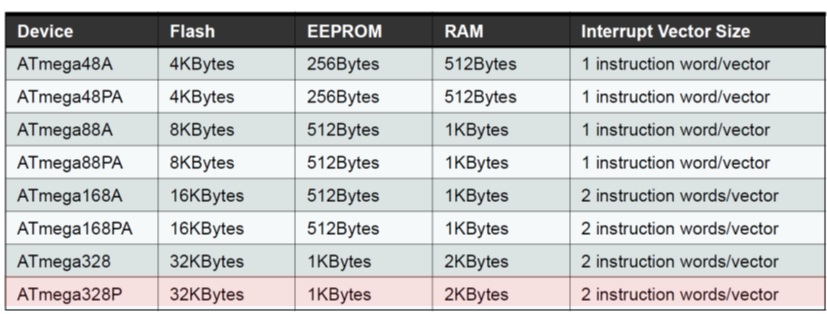 Device Flash EEPROM RAM Interrupt Vector Size
ATmega48A 4KBytes 256Bytes 512Bytes 1 instruction word/vector
ATmega48PA 4KBytes 256Bytes 512Bytes 1 instruction word/vector
ATmega88A 8KBytes 512Bytes 1KBytes 1 instruction word/vector
ATmega88PA 8KBytes 512Bytes 1KBytes 1 instruction word/vector
ATmega168A 16KBytes 512Bytes 1KBytes 2 instruction words/vector
ATmega168PA 16KBytes 512Bytes 1KBytes 2 instruction words/vector
ATmega328 32KBytes 1KBytes 2KBytes 2 instruction words/vector
ATmega328P 32KBytes 1KBytes 2KBytes 2 instruction words/vector